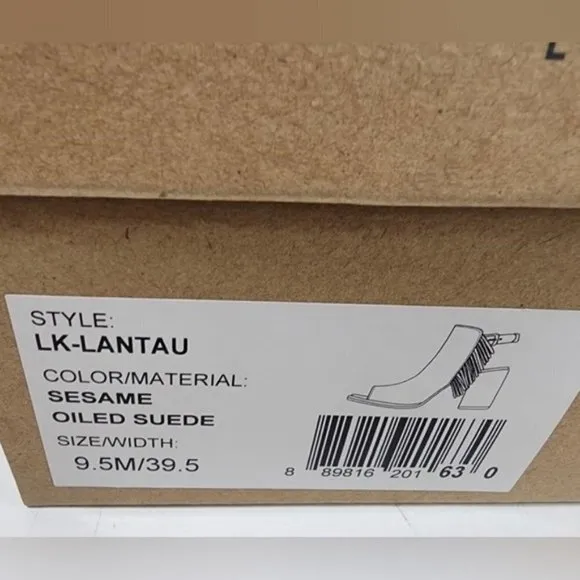 STYLE:
LK-LANTAU
COLOR/MATERIAL:
SESAME
OILED SUEDE
SIZE/WIDTH:
9.5M/39.5
8 89816 201 63 0